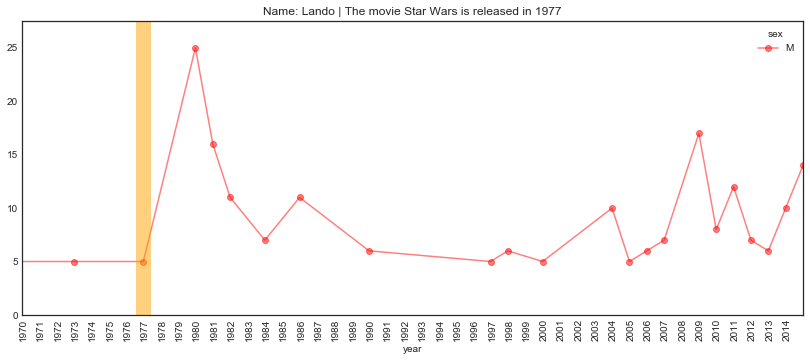 Name: Lando | The movie Star Wars is released in 1977
sex
M
25
20
15
10
5
0
1970 1971 1972 1973 1974 1975 1976 1977 1978 1979 1980 1981 1982 1983 1984 1985 1986 1987 1988 1989 1990 1991 1992 1993 1994 1995 1996 1997 1998 1999 2000 2001 2002 2003 2004 2005 2006 2007 2008 2009 2010 2011 2012 2013 2014
year